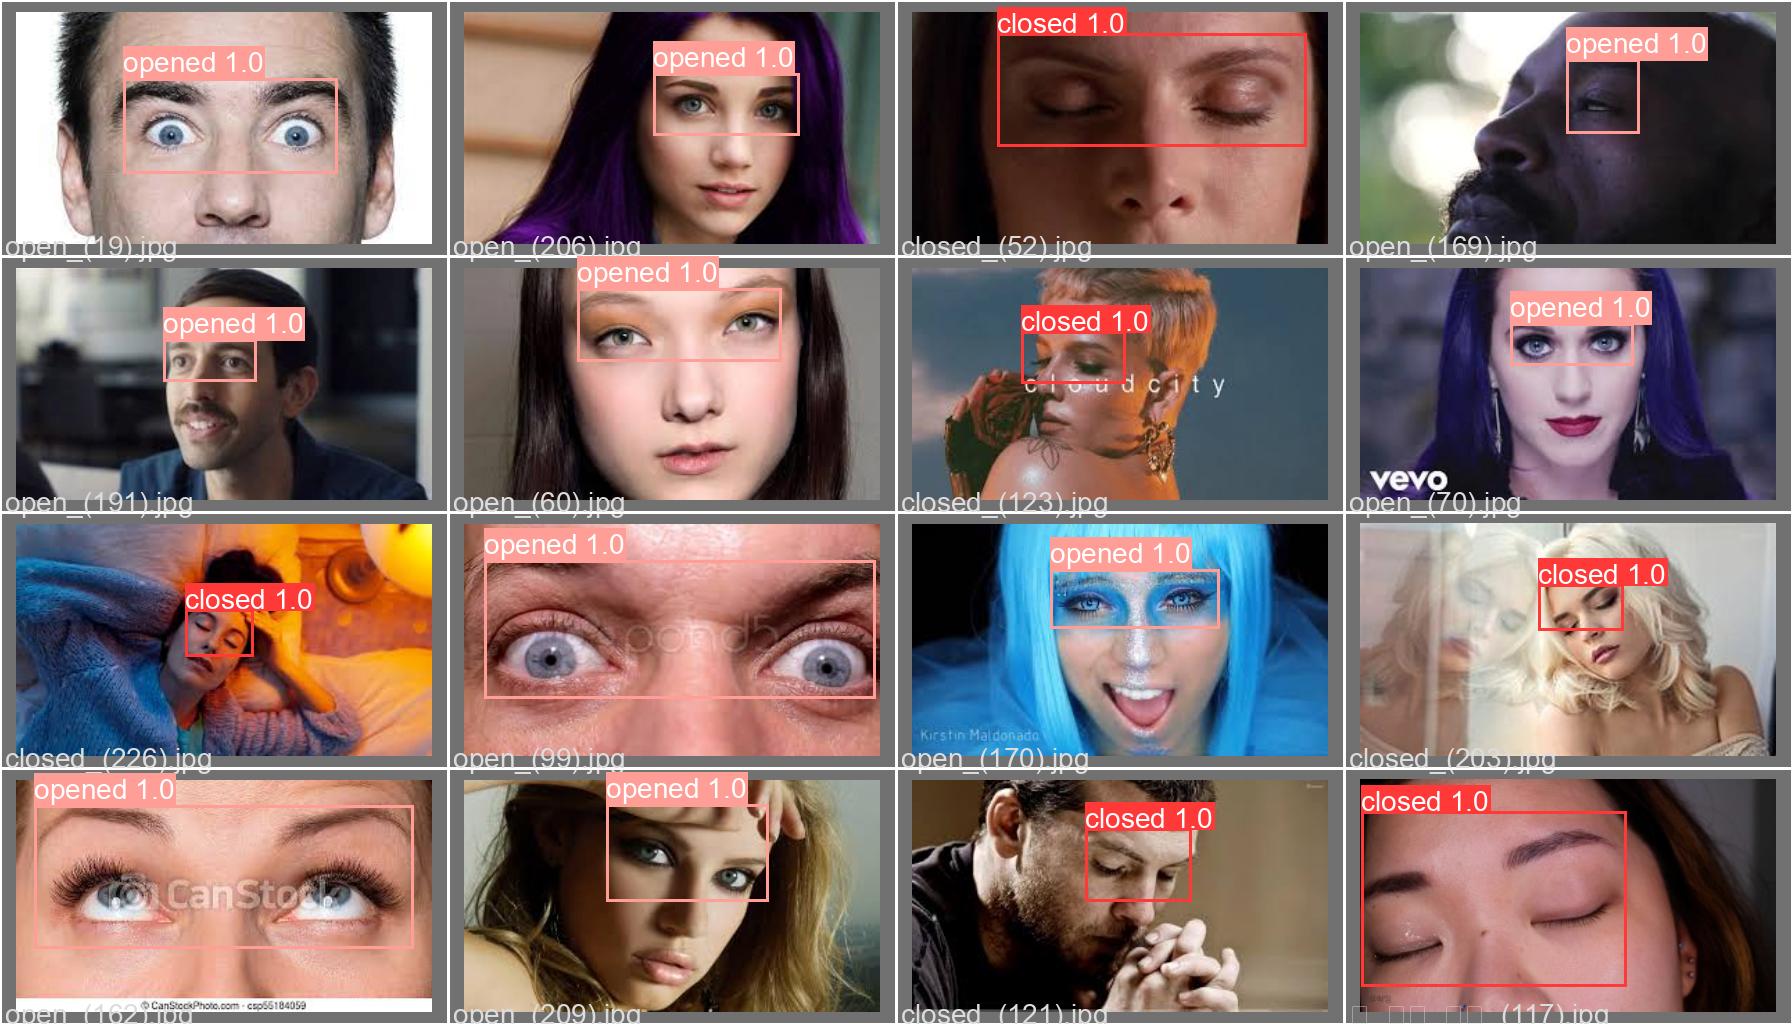 opened 1.0
opened 1.0
closed 1.0
opened 1.0
open_(19).jpg
open_(206).jpg
closed_(52).jpg
open_(169).jpg
opened 1.0
opened 1.0
closed 1.0
opened 1.0
cloudcity
vevo
open_(191).jpg
open_(60).jpg
closed_(123).jpg
open_(70).jpg
closed 1.0
opened 1.0
opened 1.0
closed 1.0
pond5
Kirstin Maldonado
closed_(226).jpg
open_(99).jpg
open_(170).jpg
closed_(203).jpg
opened 1.0
opened 1.0
closed 1.0
closed 1.0
CanStock
© CanStockPhoto.com - csp55184059
open_(162).jpg
open_(209).jpg
closed_(121).jpg
(117).jpg